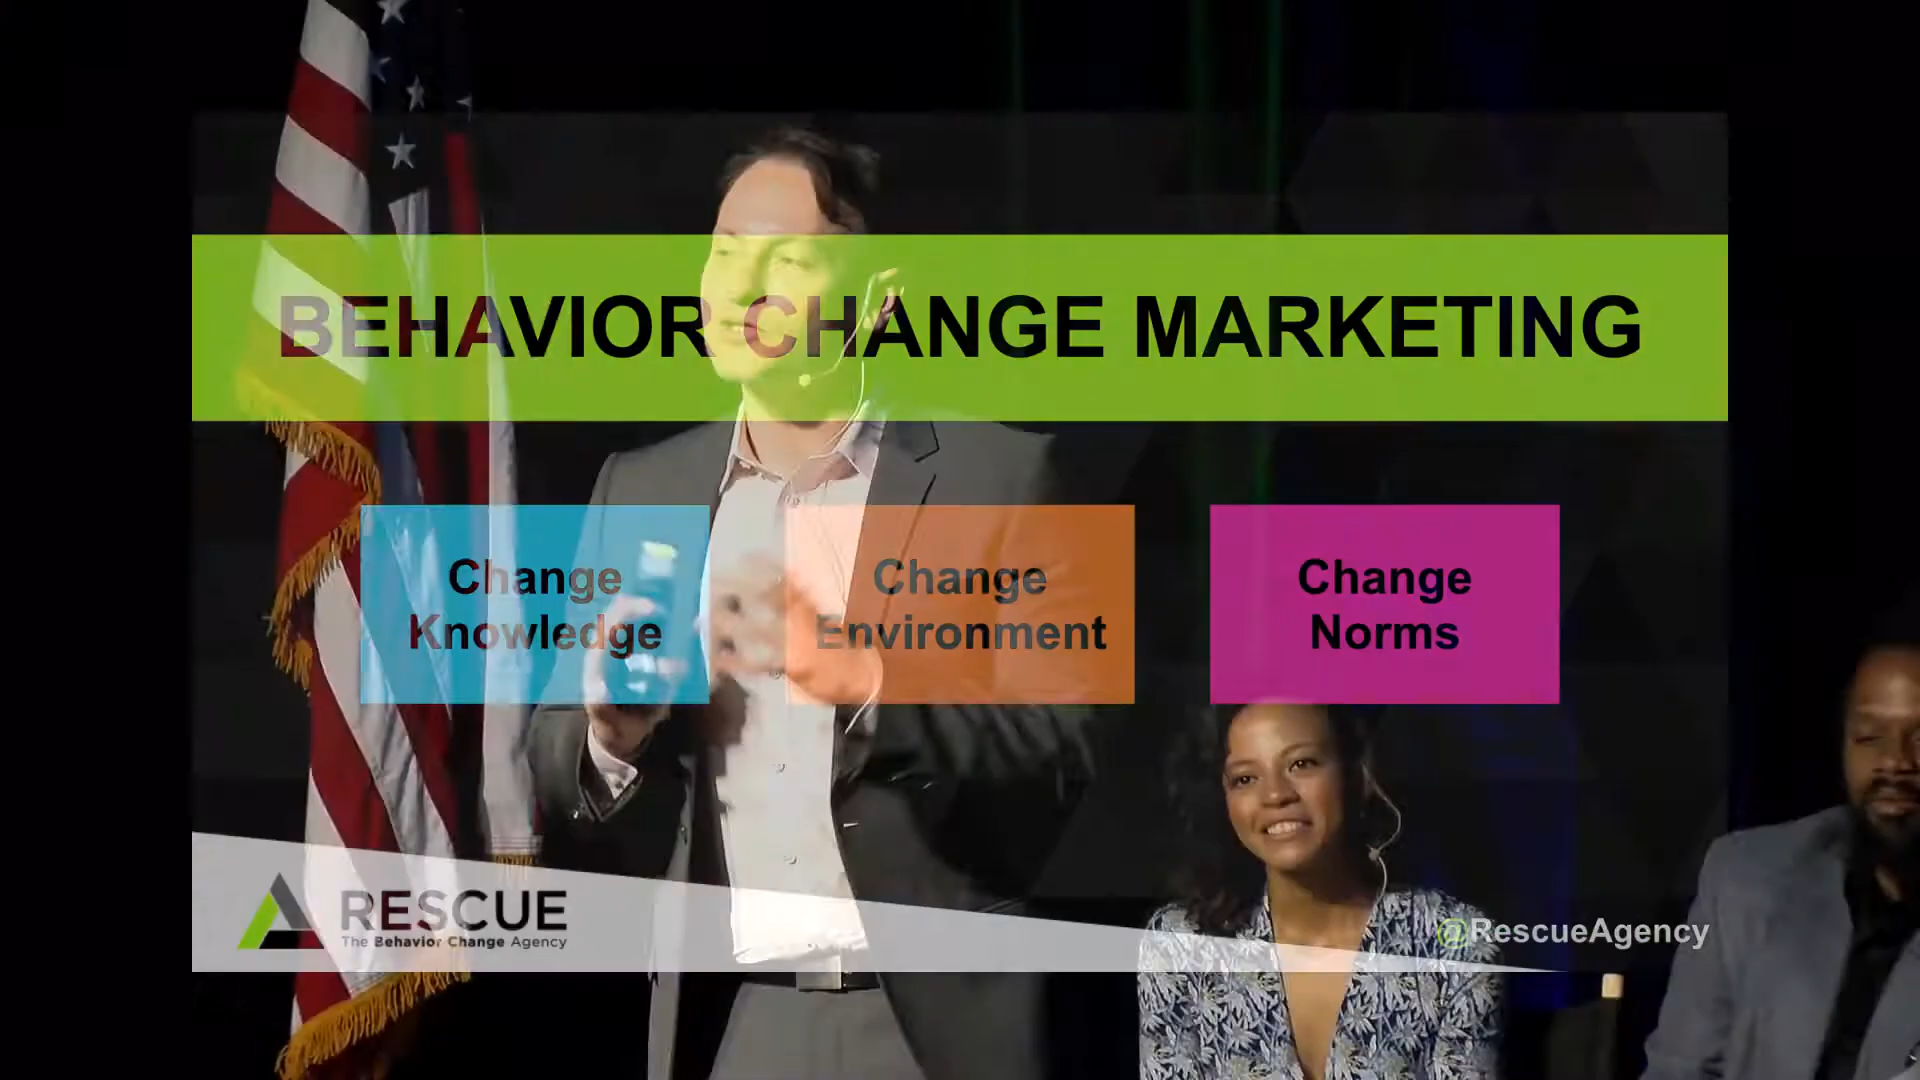 BEHAVIOR CHANGE MARKETING
Change
Knowledge
Change
Environment
Change
Norms
RESCUE
The Behavior Change Agency
@RescueAgency